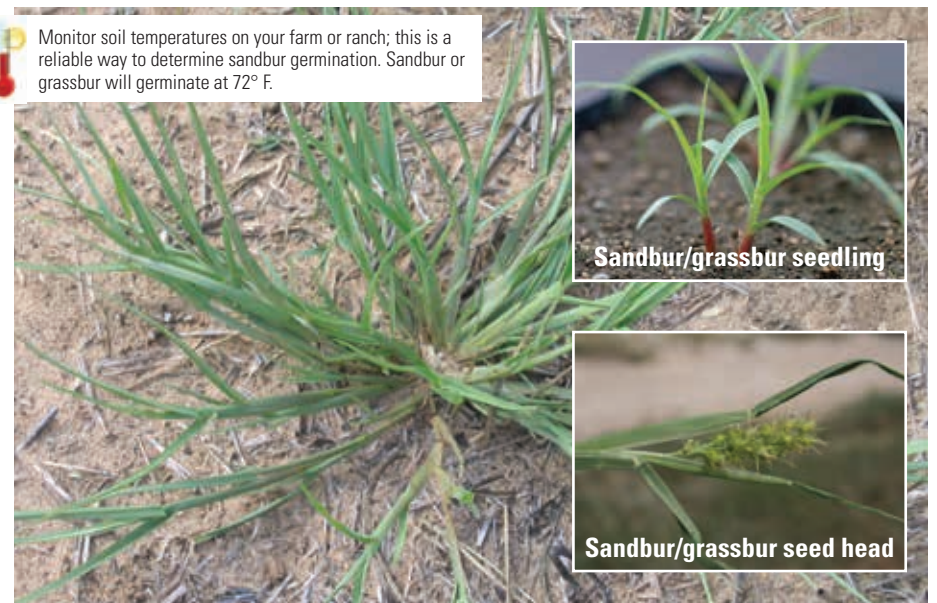 Monitor soil temperatures on your farm or ranch; this is a
reliable way to determine sandbur germination. Sandbur or
grassbur will germinate at 72° F.
Sandbur/grassbur seedling
Sandbur/grassbur seed head